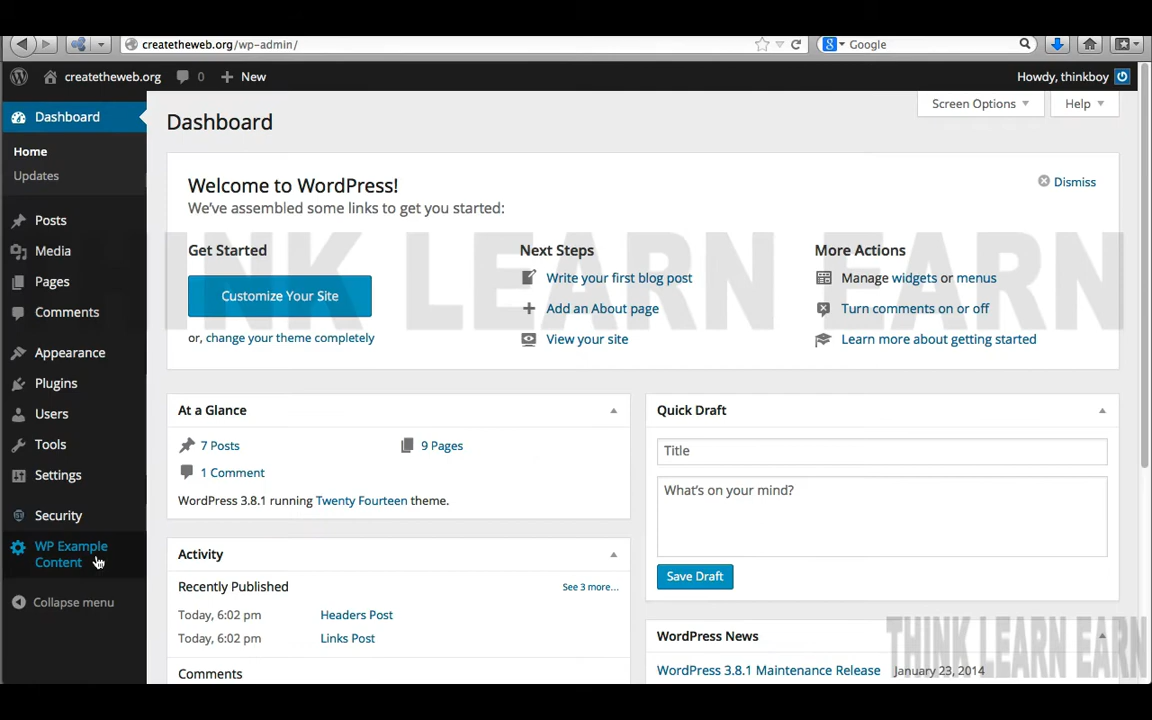 createtheweb.org/wp-admin/
Google
createtheweb.org
0
New
Howdy, thinkboy
Dashboard
Home
Updates
Posts
Media
Pages
Comments
Appearance
Plugins
Users
Tools
Settings
Security
WP Example
Content
Collapse menu
Dashboard
Screen Options
Help
Welcome to WordPress!
We've assembled some links to get you started:
Dismiss
Get Started
Customize Your Site
or, change your theme completely
Next Steps
Write your first blog post
Add an About page
View your site
More Actions
Manage widgets or menus
Turn comments on or off
Learn more about getting started
THINK LEARN EARN
At a Glance
7 Posts
9 Pages
1 Comment
WordPress 3.8.1 running Twenty Fourteen theme.
Activity
Recently Published
See 3 more...
Today, 6:02 pm Headers Post
Today, 6:02 pm Links Post
Comments
Quick Draft
Title
What's on your mind?
Save Draft
WordPress News
WordPress 3.8.1 Maintenance Release January 23, 2014
THINK LEARN EARN